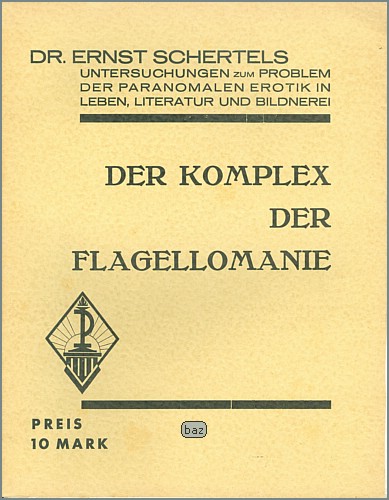 DR. ERNST SCHERTELS
UNTERSUCHUNGEN ZUM PROBLEM
DER PARANOMALEN EROTIK IN
LEBEN, LITERATUR UND BILDNEREI
DER KOMPLEX
DER
FLAGELLOMANIE
P
PREIS
10 MARK
baz